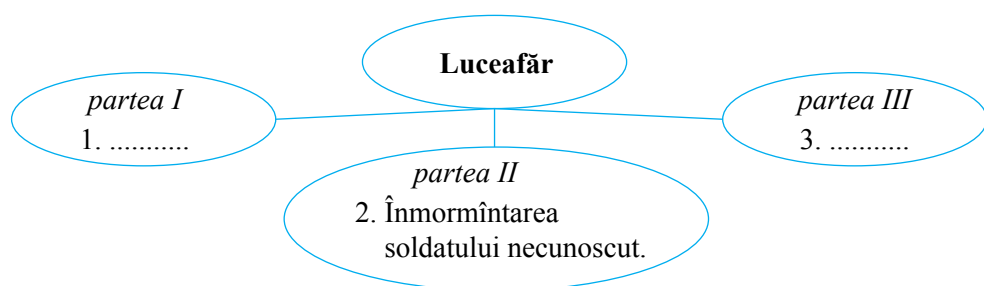 Luceafăr
partea I
1. ...........
partea II
2. Înmormîntarea
soldatului necunoscut.
partea III
3. ...........